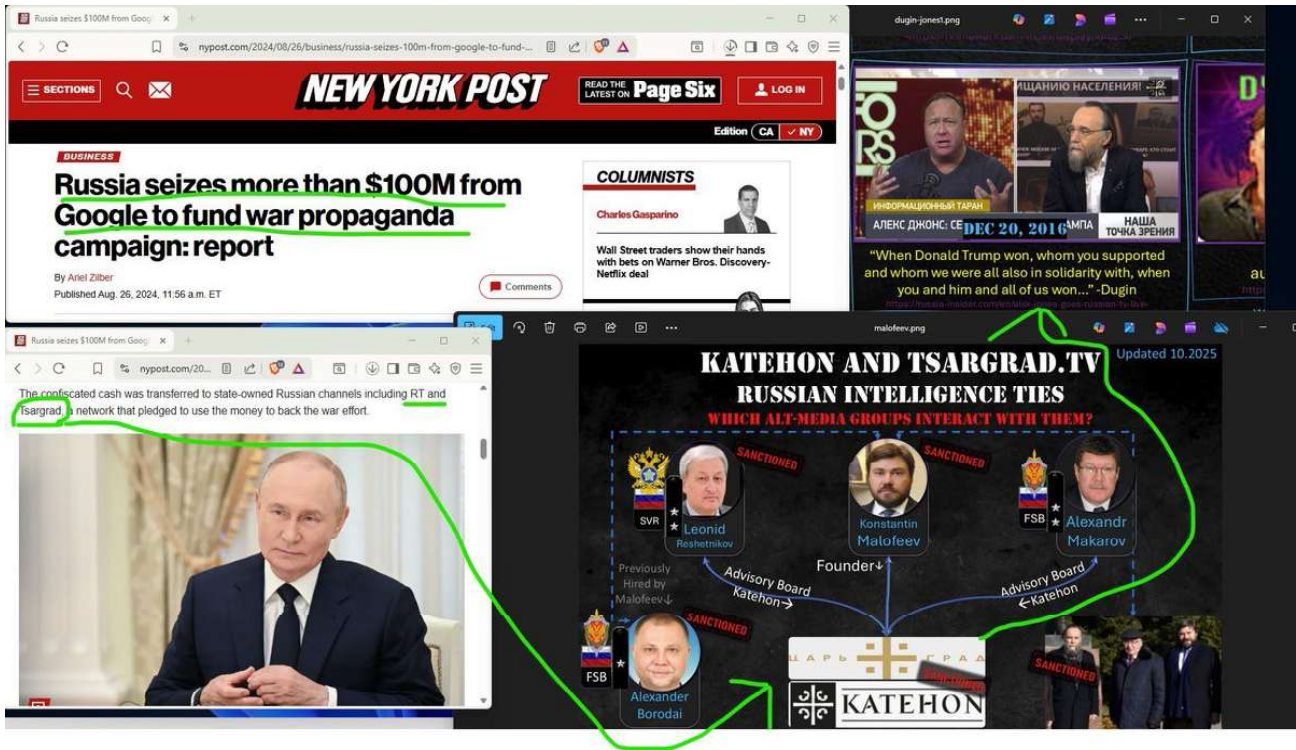 Russia seizes $100M from Goog
nypost.com/2024/08/26/business/russia-seizes-100m-from-google-to-fund-...
SECTIONS
NEW YORK POST
READ THE
LATEST ON
Page Six
LOG IN
Edition CA NY
BUSINESS
Russia seizes more than $100M from
Google to fund war propaganda
campaign: report
By Ariel Zilber
Published Aug. 26, 2024, 11:56 a.m. ET
Comments
COLUMNISTS
Charles Gasparino
Wall Street traders show their hands
with bets on Warner Bros. Discovery-
Netflix deal
dugin-jones1.png
ИЩАНИЮ НАСЕЛЕНИЯ!
ИНФОРМАЦИОННЫЙ ТАРАН
АЛЕКС ДЖОНС: СЕ
DEC 20, 2016
АМПА
НАША
ТОЧКА ЗРЕНИЯ
“When Donald Trump won, whom you supported
and whom we were all also in solidarity with, when
you and him and all of us won...” -Dugin
Russia seizes $100M from Goog
nypost.com/20...
The confiscated cash was transferred to state-owned Russian channels including RT and
Tsargrad, a network that pledged to use the money to back the war effort.
malofeev.png
KATEHON AND TSARGRAD.TV
Updated 10.2025
RUSSIAN INTELLIGENCE TIES
WHICH ALT-MEDIA GROUPS INTERACT WITH THEM?
SANCTIONED
SANCTIONED
SANCTIONED
SVR
Leonid
Reshetnikov
Konstantin
Malofeev
FSB
Alexandr
Makarov
Previously
Hired by
Malofeev↓
Advisory Board
Katehon→
Founder↓
Advisory Board
←Katehon
FSB
SANCTIONED
Alexander
Borodai
ЦАРЬ ГРАД
SANCTIONED
KATEHON
SANCTIONED